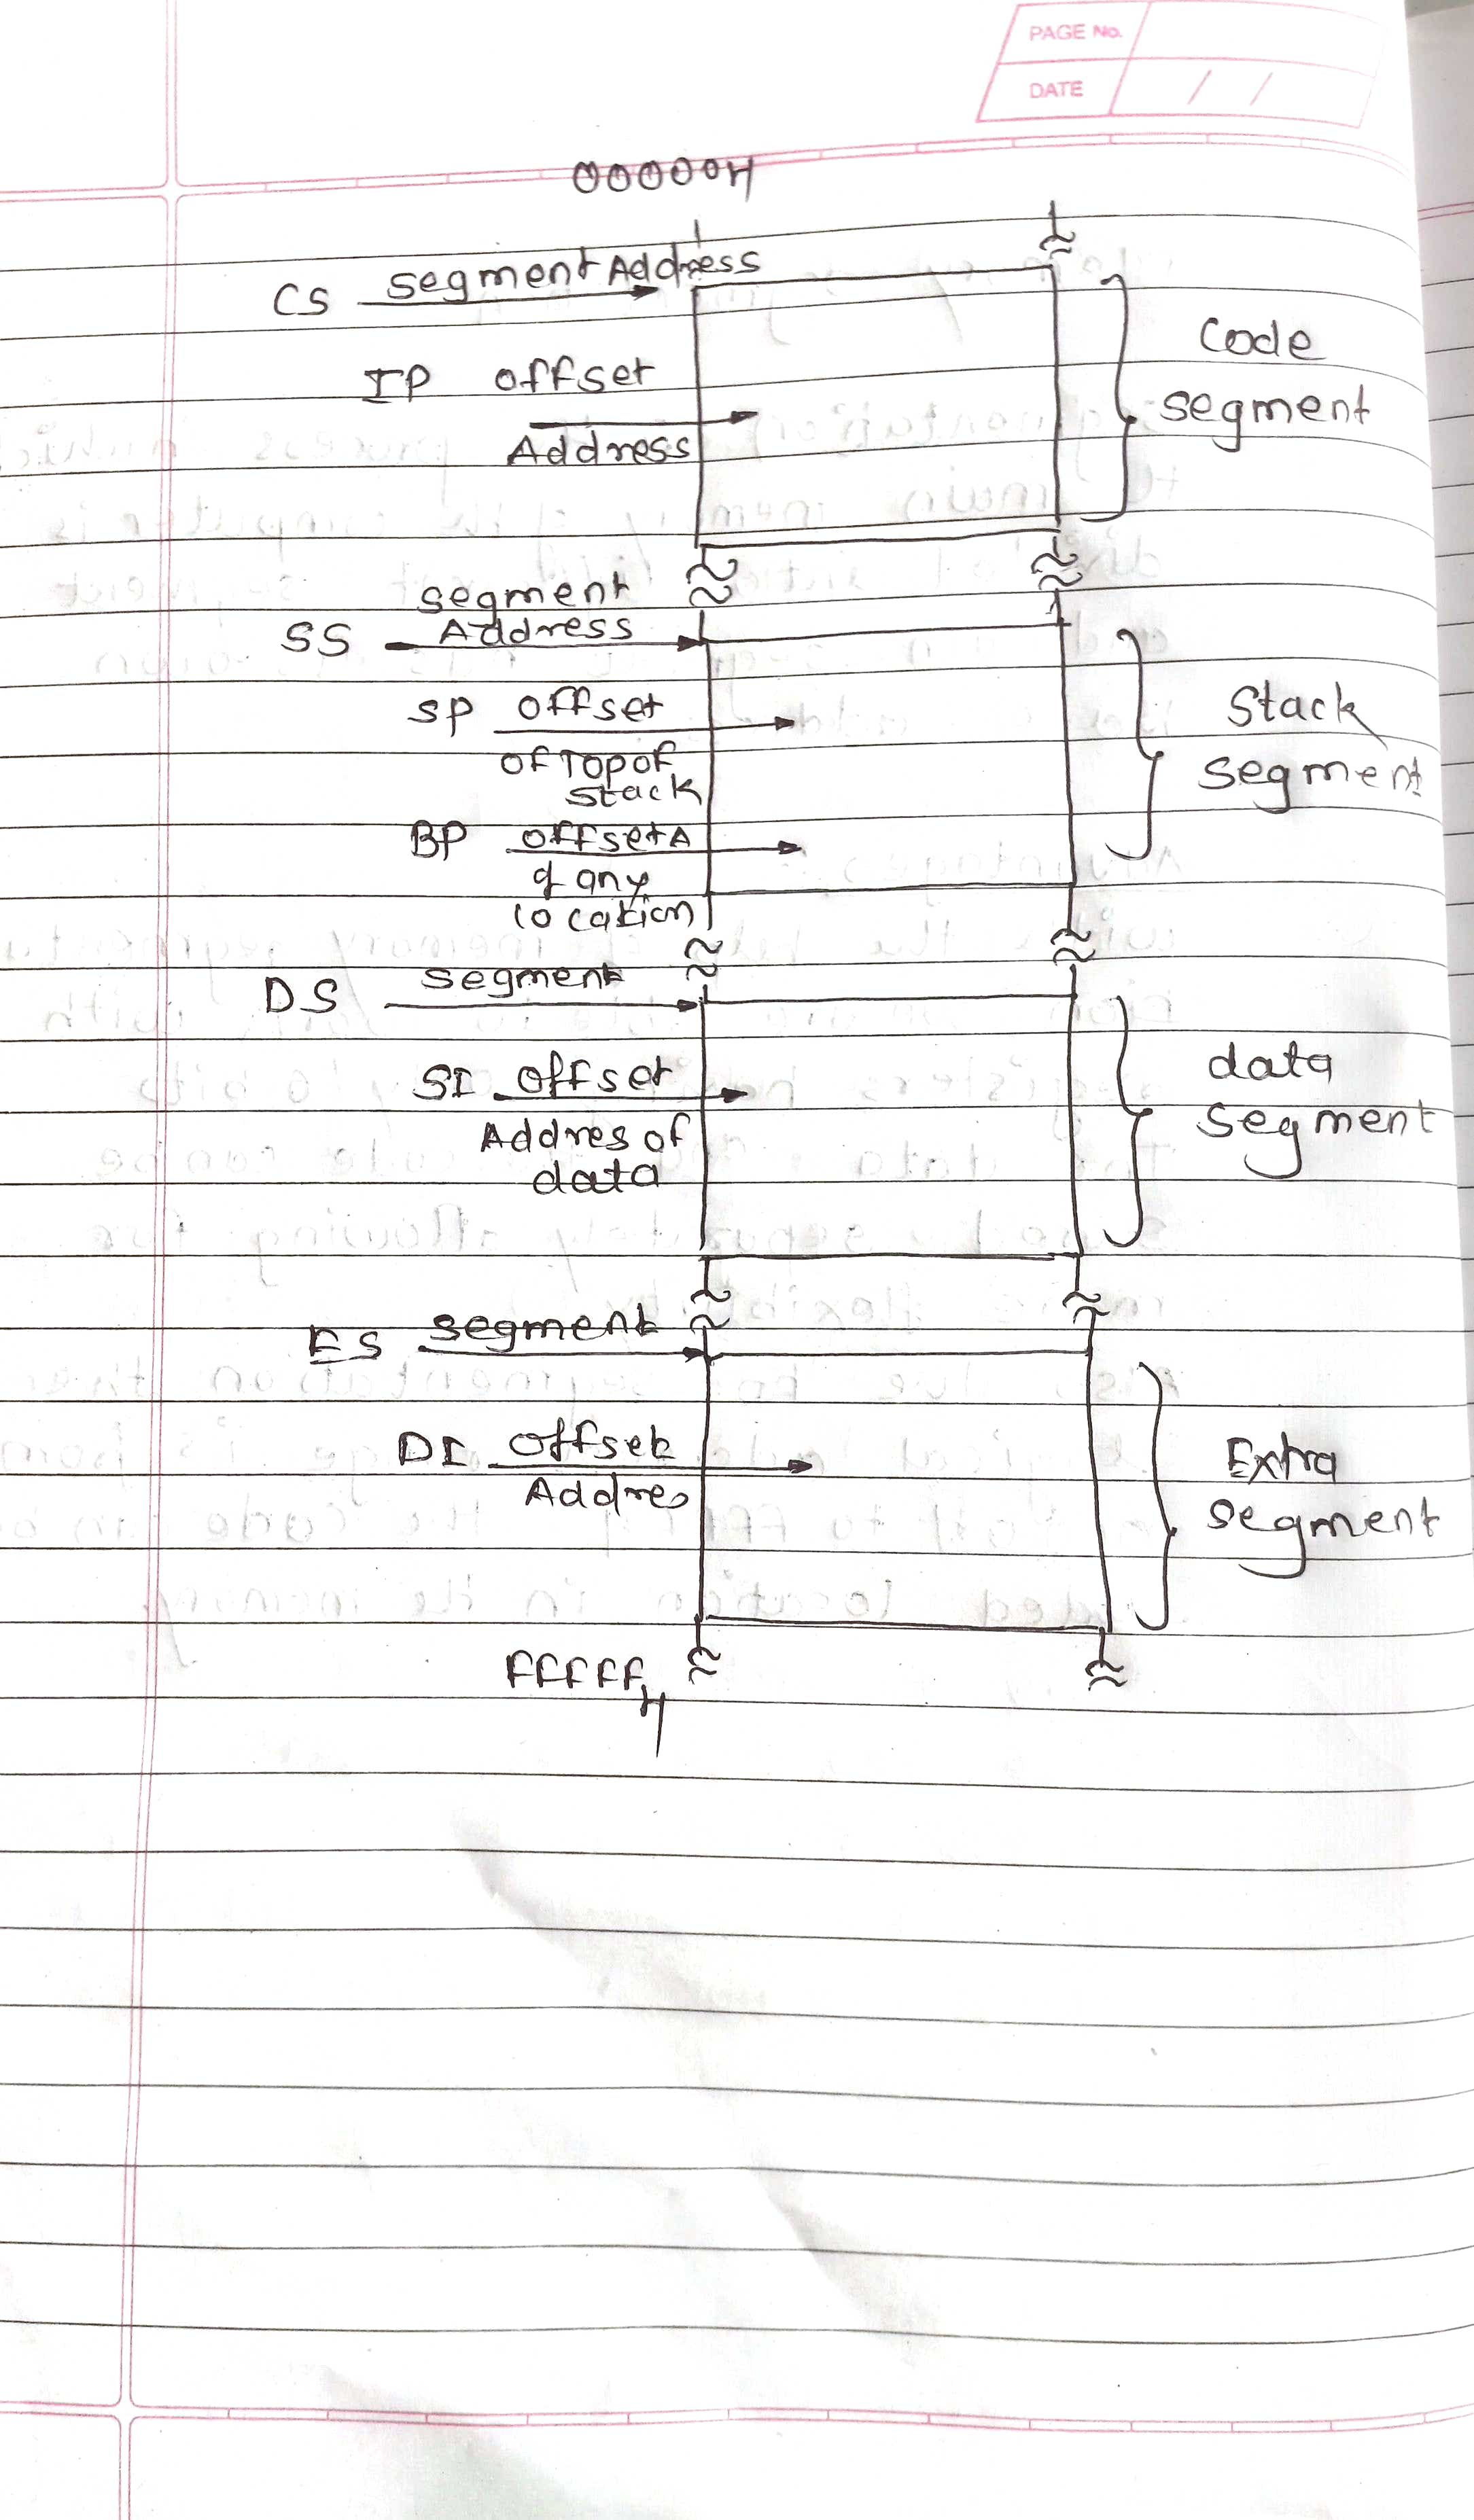 PAGE No.
DATE / /
00000H
CS segment Address
IP offset
Address
Code
segment
segment
SS Address
SP offset
of Top of
stack
BP offset A
of any
location
Stack
segment
DS segment
SI offset
Addres of
data
data
segment
ES segment
DI offset
Addres
Extra
segment
FFFFFH